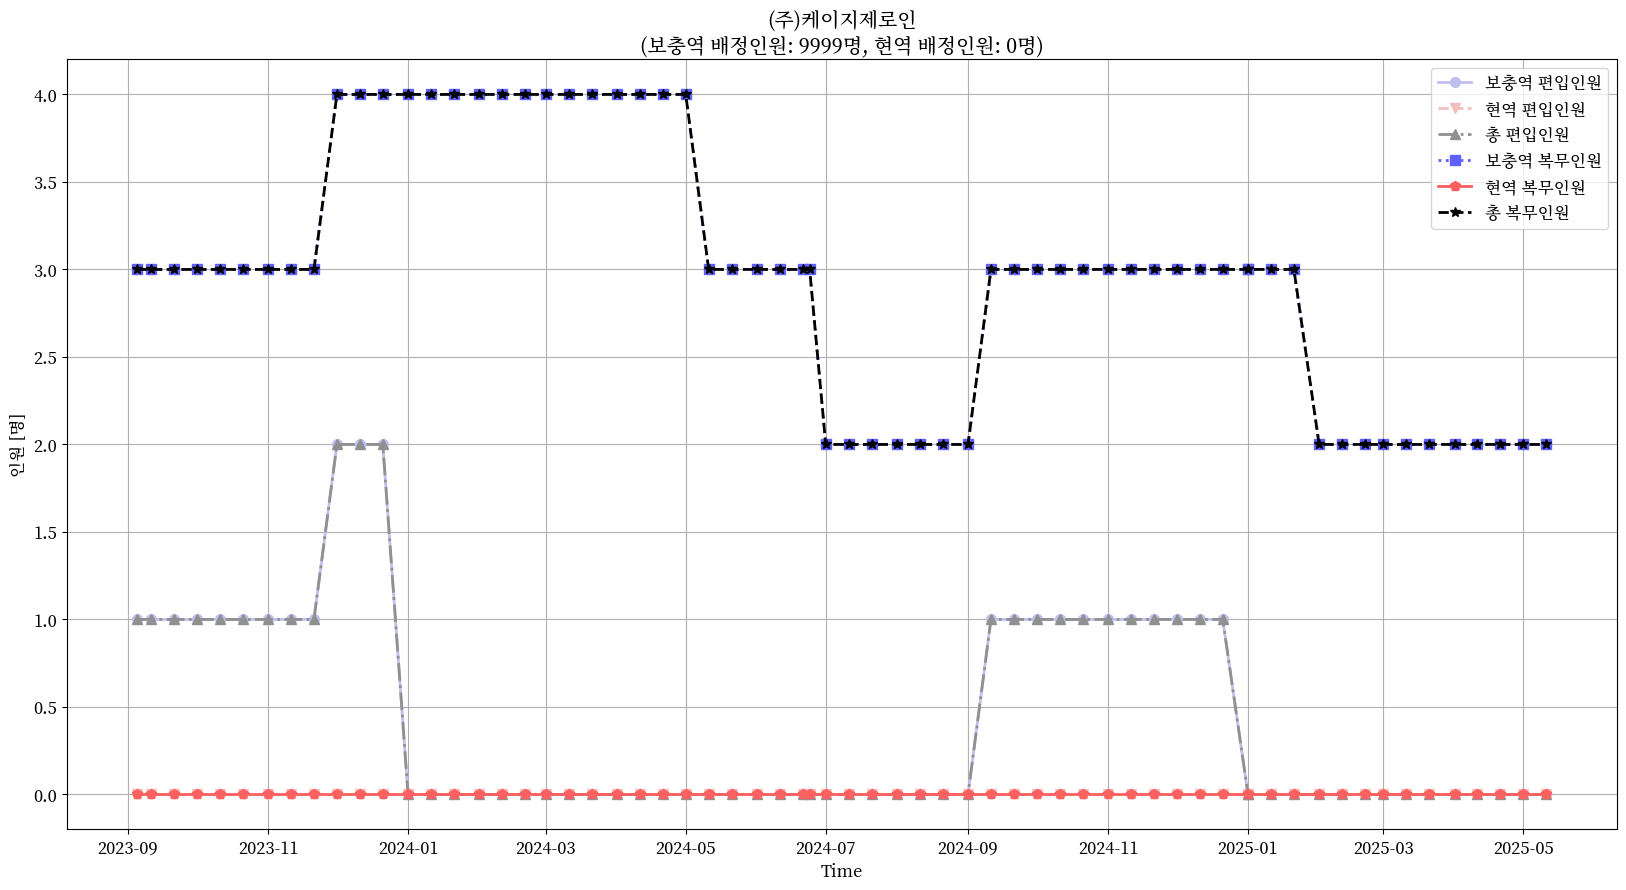 (주)케이지제로인
(보충역 배정인원: 9999명, 현역 배정인원: 0명)
보충역 편입인원
현역 편입인원
총 편입인원
보충역 복무인원
현역 복무인원
총 복무인원
인원 [명]
4.0
3.5
3.0
2.5
2.0
1.5
1.0
0.5
0.0
2023-09 2023-11 2024-01 2024-03 2024-05 2024-07 2024-09 2024-11 2025-01 2025-03 2025-05
Time